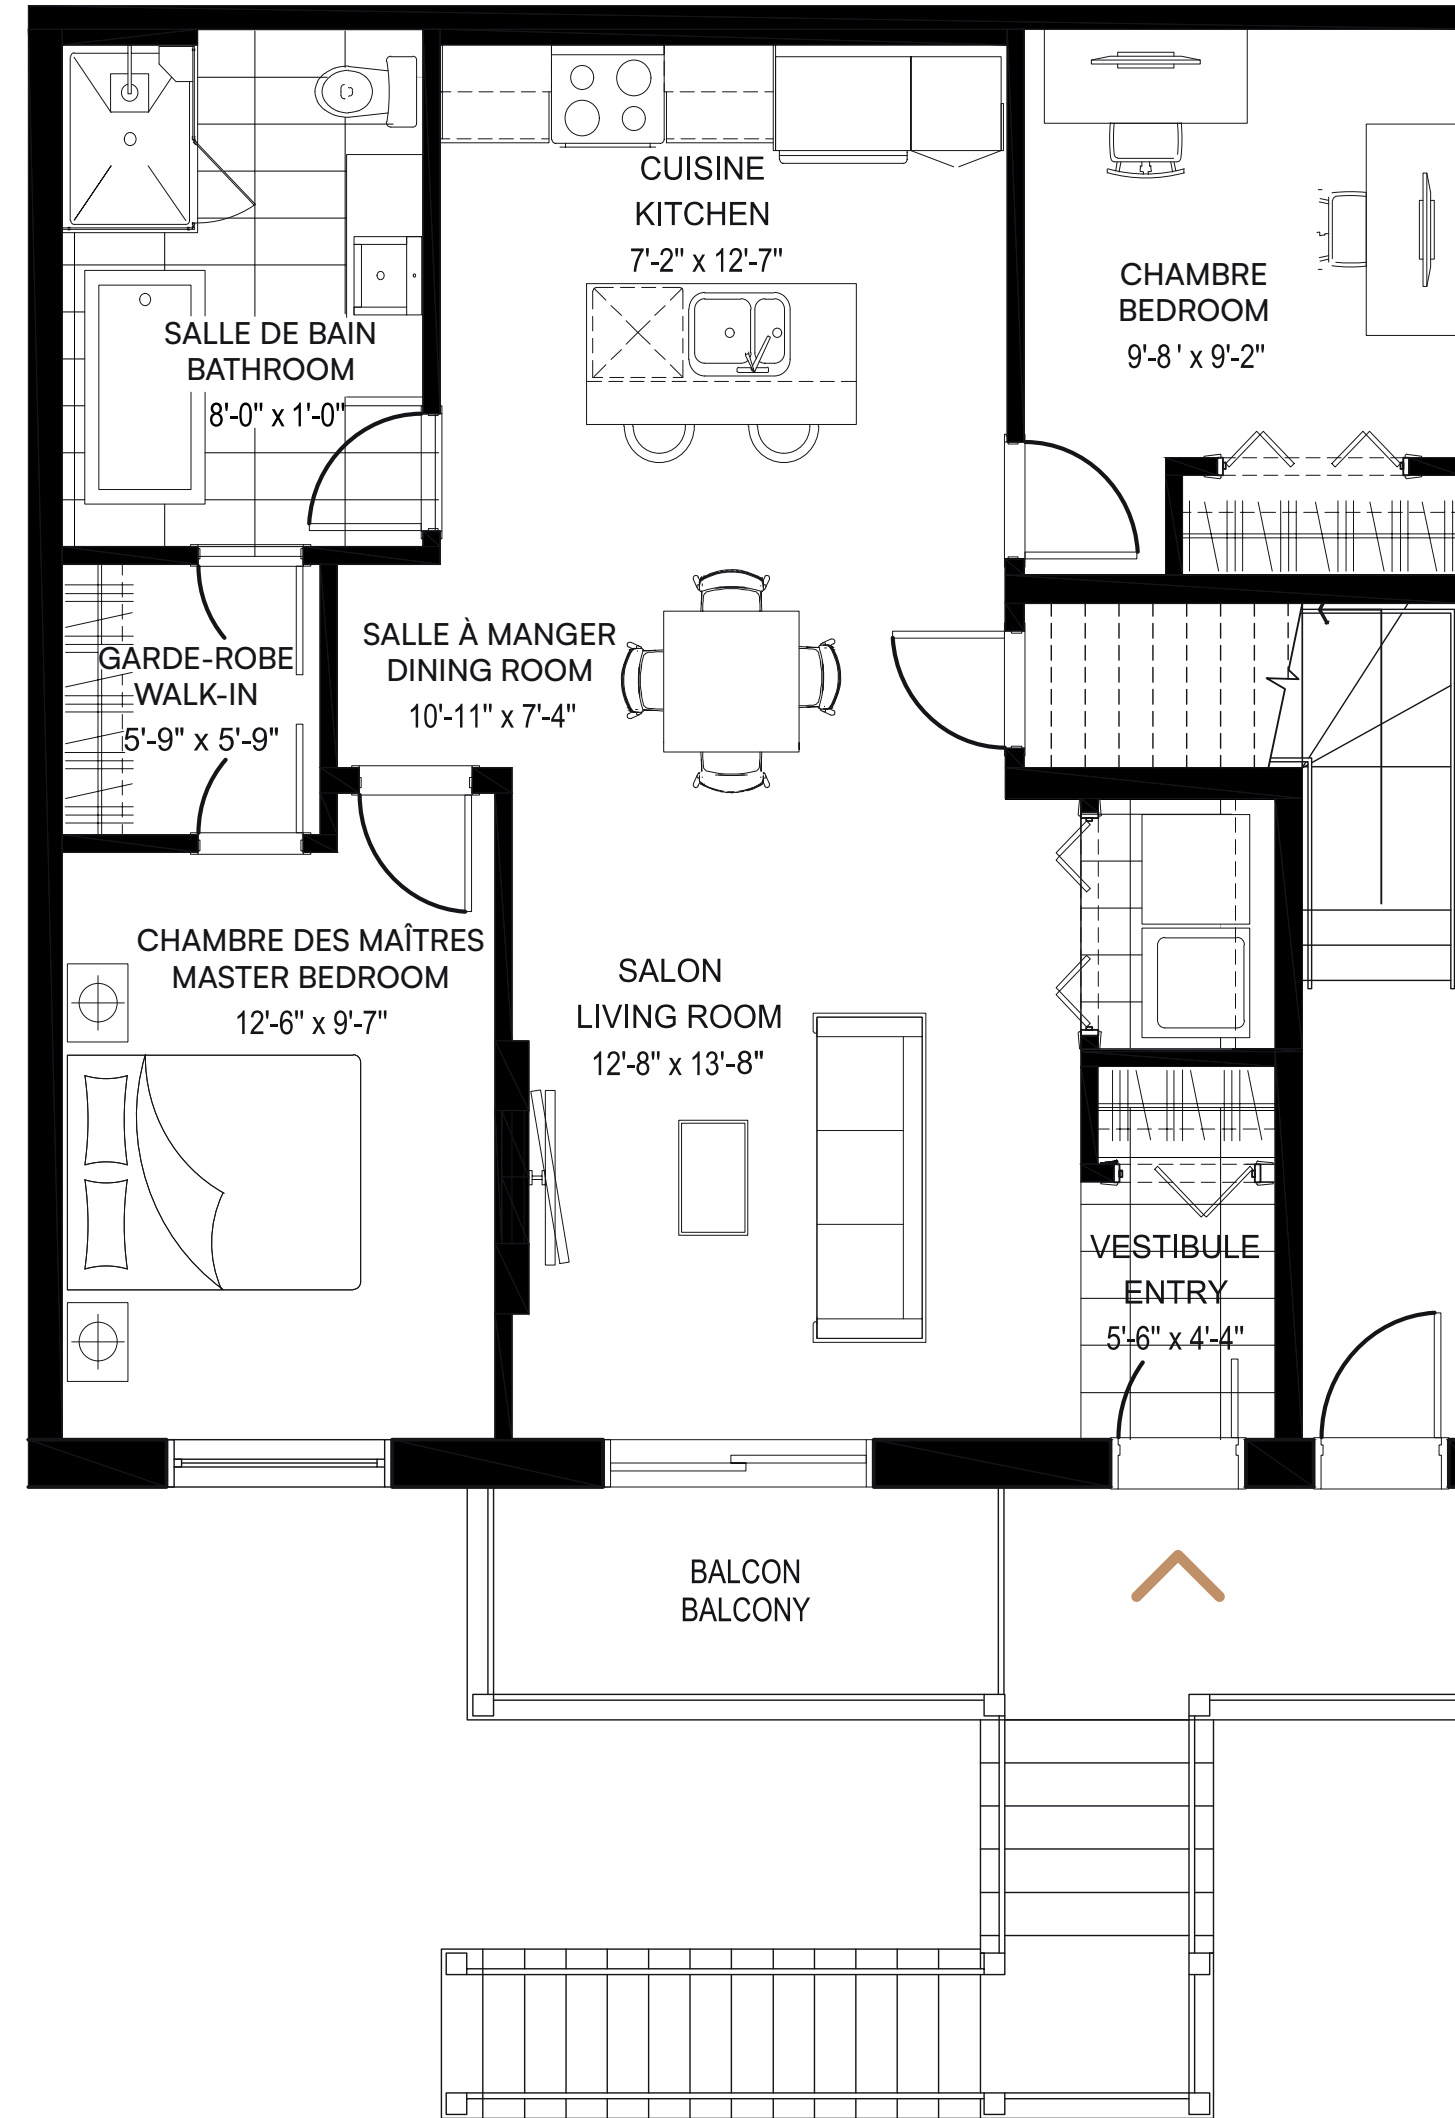 CUISINE
KITCHEN
7'-2" x 12'-7"
CHAMBRE
BEDROOM
9'-8 ' x 9'-2"
SALLE DE BAIN
BATHROOM
8'-0" x 1'-0"
SALLE À MANGER
DINING ROOM
10'-11" x 7'-4"
GARDE-ROBE
WALK-IN
5'-9" x 5'-9"
CHAMBRE DES MAÎTRES
MASTER BEDROOM
12'-6" x 9'-7"
SALON
LIVING ROOM
12'-8" x 13'-8"
VESTIBULE
ENTRY
5'-6" x 4'-4"
BALCON
BALCONY